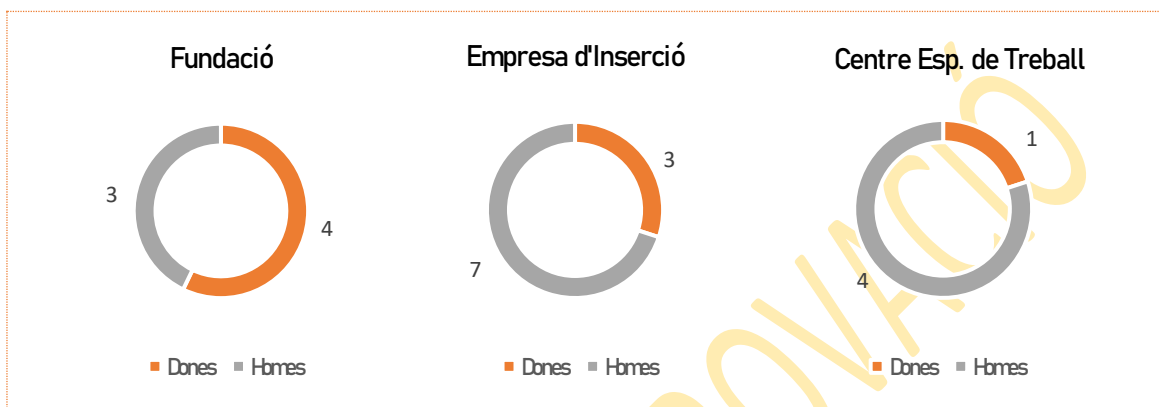 Fundació
3
4
Dones Homes
Empresa d'Inserció
3
7
Dones Homes
Centre Esp. de Treball
1
4
Dones Homes